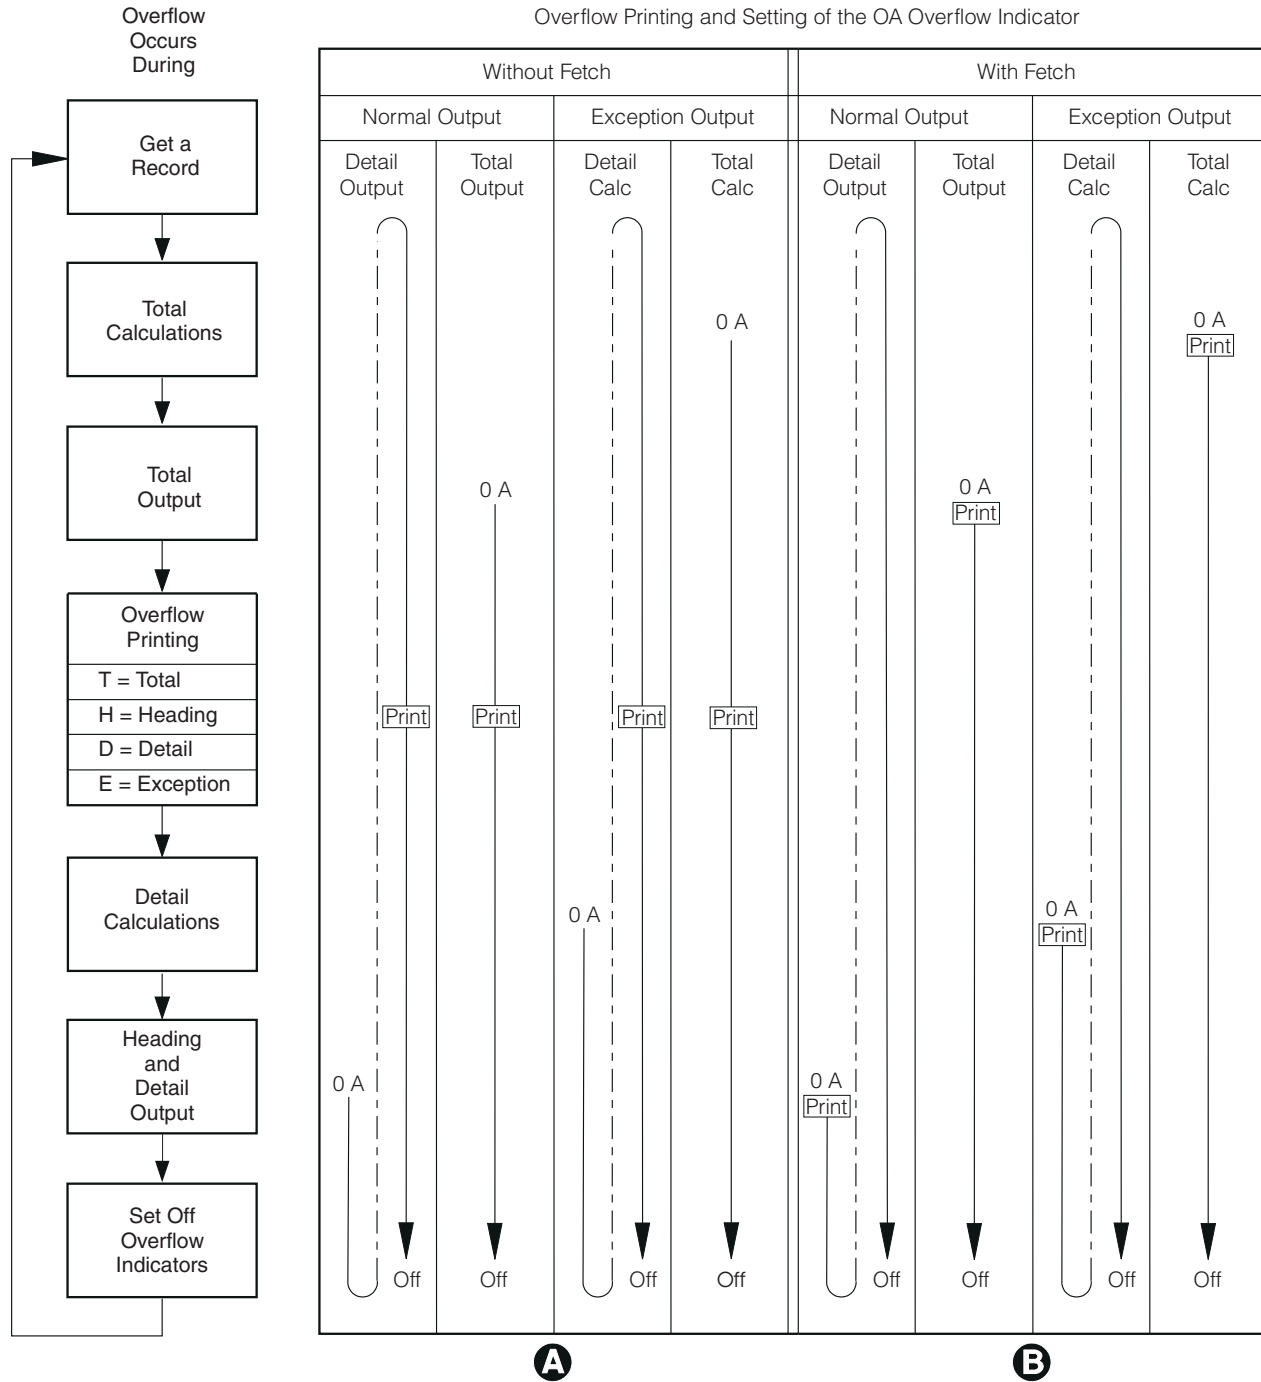 Overflow
Occurs
During
Overflow Printing and Setting of the OA Overflow Indicator
Without Fetch
With Fetch
Normal Output
Exception Output
Normal Output
Exception Output
Detail
Output
Total
Output
Detail
Calc
Total
Calc
Detail
Output
Total
Output
Detail
Calc
Total
Calc
Get a
Record
Total
Calculations
0 A
0 A
Print
Total
Output
0 A
0 A
Print
Overflow
Printing
T = Total
H = Heading
D = Detail
E = Exception
Print
Print
Print
Print
Detail
Calculations
0 A
0 A
Print
Heading
and
Detail
Output
0 A
0 A
Print
Set Off
Overflow
Indicators
Off
Off
Off
Off
Off
Off
Off
Off
A
B